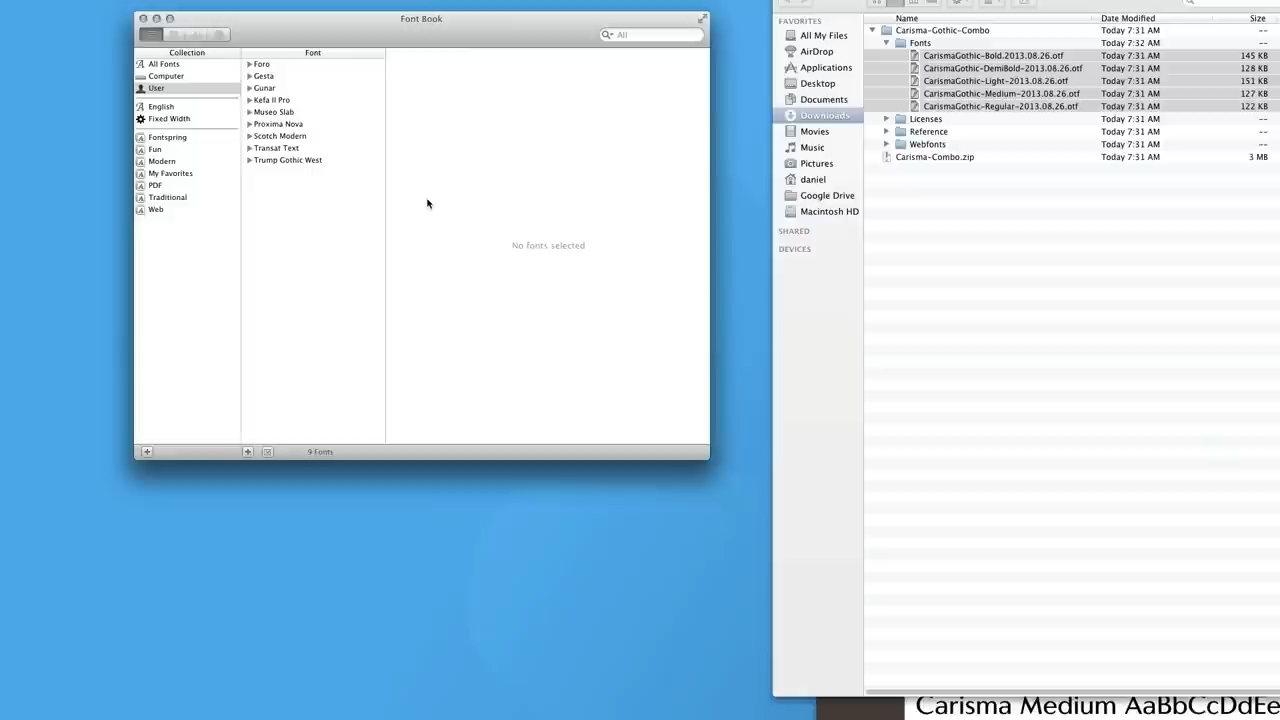 Font Book
All
Collection
Font
All Fonts
Computer
User
English
Fixed Width
Fontspring
Fun
Modern
My Favorites
PDF
Traditional
Web
Foro
Gesta
Gunar
Kefa II Pro
Museo Slab
Proxima Nova
Scotch Modern
Transat Text
Trump Gothic West
No fonts selected
9 Fonts
FAVORITES
All My Files
AirDrop
Applications
Desktop
Documents
Downloads
Movies
Music
Pictures
daniel
Google Drive
Macintosh HD
SHARED
DEVICES
Name Date Modified Size
Carisma-Gothic-Combo Today 7:31 AM --
Fonts Today 7:32 AM --
CarismaGothic-Bold.2013.08.26.otf Today 7:31 AM 145 KB
CarismaGothic-DemiBold-2013.08.26.otf Today 7:31 AM 128 KB
CarismaGothic-Light-2013.08.26.otf Today 7:31 AM 151 KB
CarismaGothic-Medium-2013.08.26.otf Today 7:31 AM 127 KB
CarismaGothic-Regular-2013.08.26.otf Today 7:31 AM 122 KB
Licenses Today 7:31 AM --
Reference Today 7:31 AM --
Webfonts Today 7:31 AM --
Carisma-Combo.zip Today 7:31 AM 3 MB
Carisma Medium AaBbCcDdEe